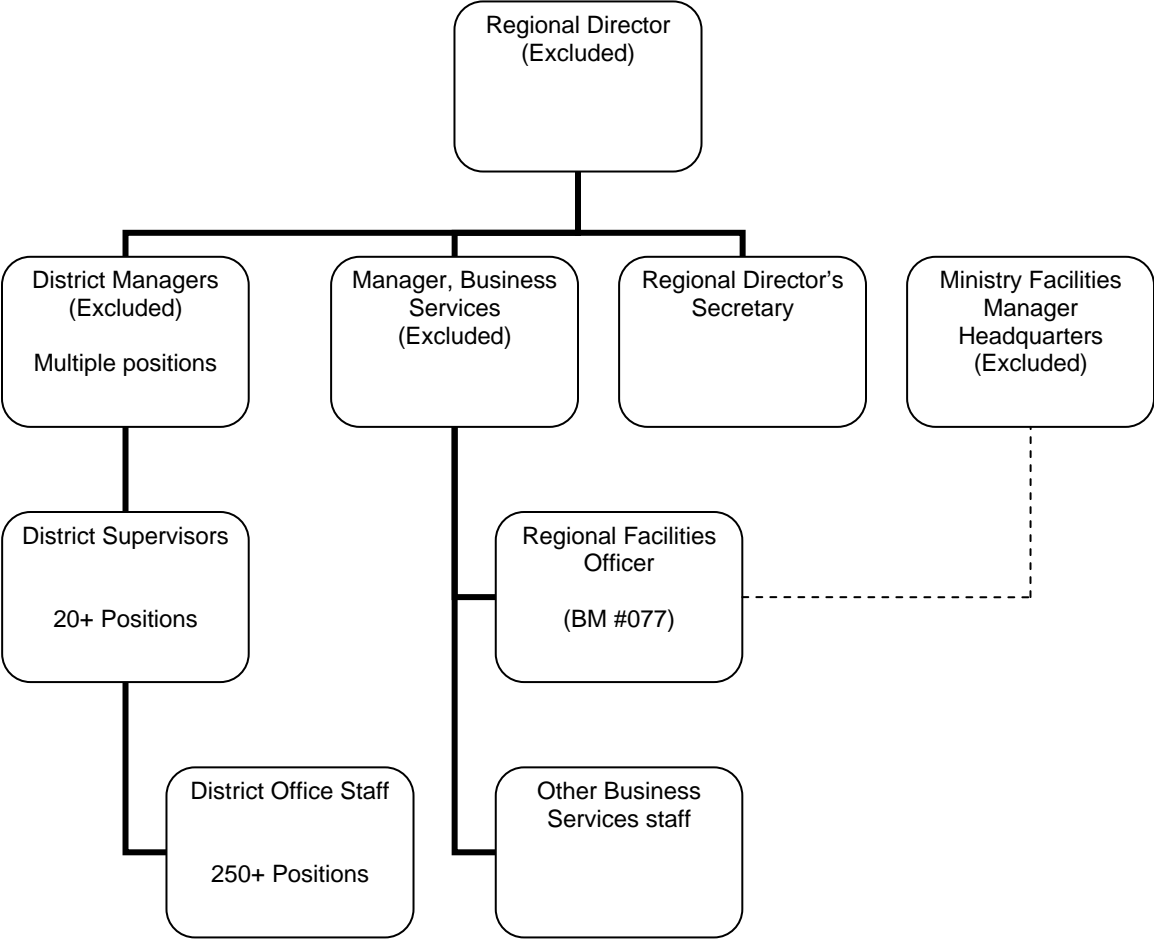 Regional Director
(Excluded)
District Managers
(Excluded)
Multiple positions
Manager, Business
Services
(Excluded)
Regional Director’s
Secretary
Ministry Facilities
Manager
Headquarters
(Excluded)
District Supervisors
20+ Positions
Regional Facilities
Officer
(BM #077)
District Office Staff
250+ Positions
Other Business
Services staff